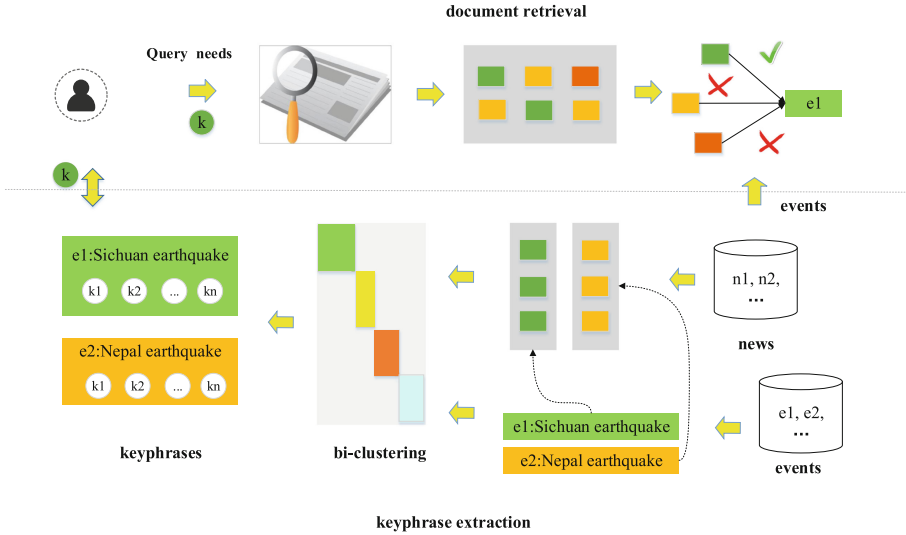 document retrieval
Query needs
k
e1
k
events
e1:Sichuan earthquake
k1 k2 ... kn
e2:Nepal earthquake
k1 k2 ... kn
n1, n2,
...
news
e1:Sichuan earthquake
e2:Nepal earthquake
e1, e2,
...
events
keyphrases
bi-clustering
keyphrase extraction